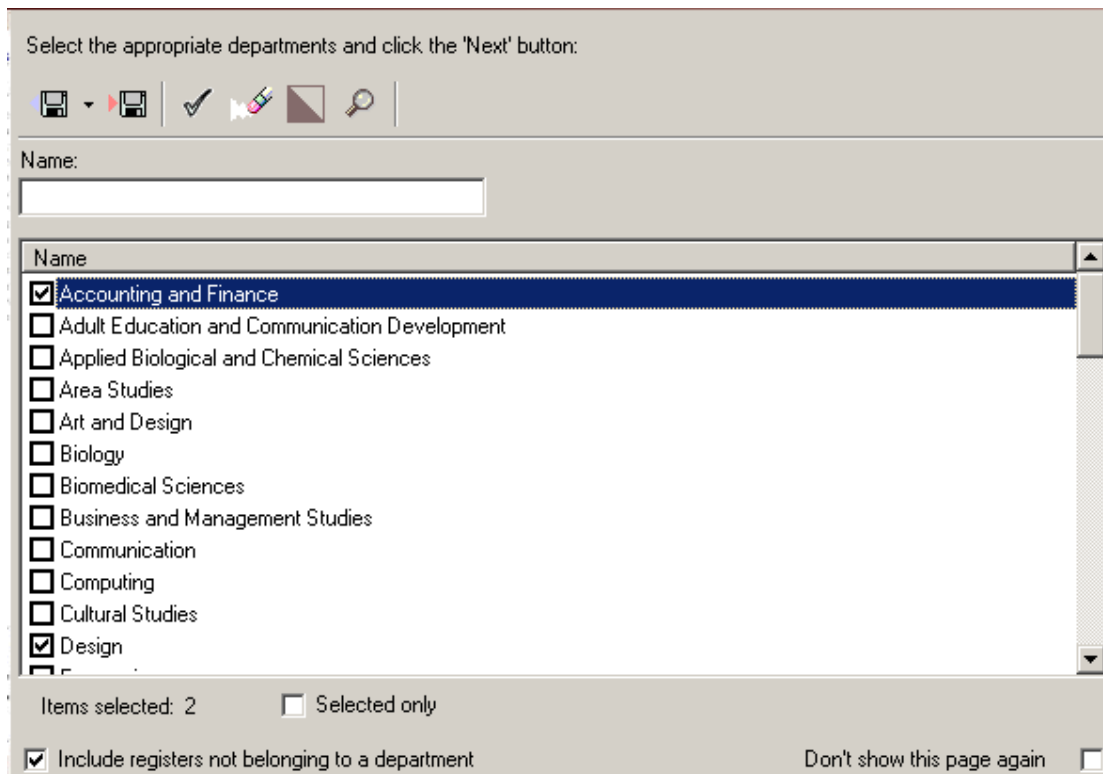 Select the appropriate departments and click the 'Next' button:
Name:
Name
Accounting and Finance
Adult Education and Communication Development
Applied Biological and Chemical Sciences
Area Studies
Art and Design
Biology
Biomedical Sciences
Business and Management Studies
Communication
Computing
Cultural Studies
Design
Items selected: 2 Selected only
Include registers not belonging to a department Don't show this page again